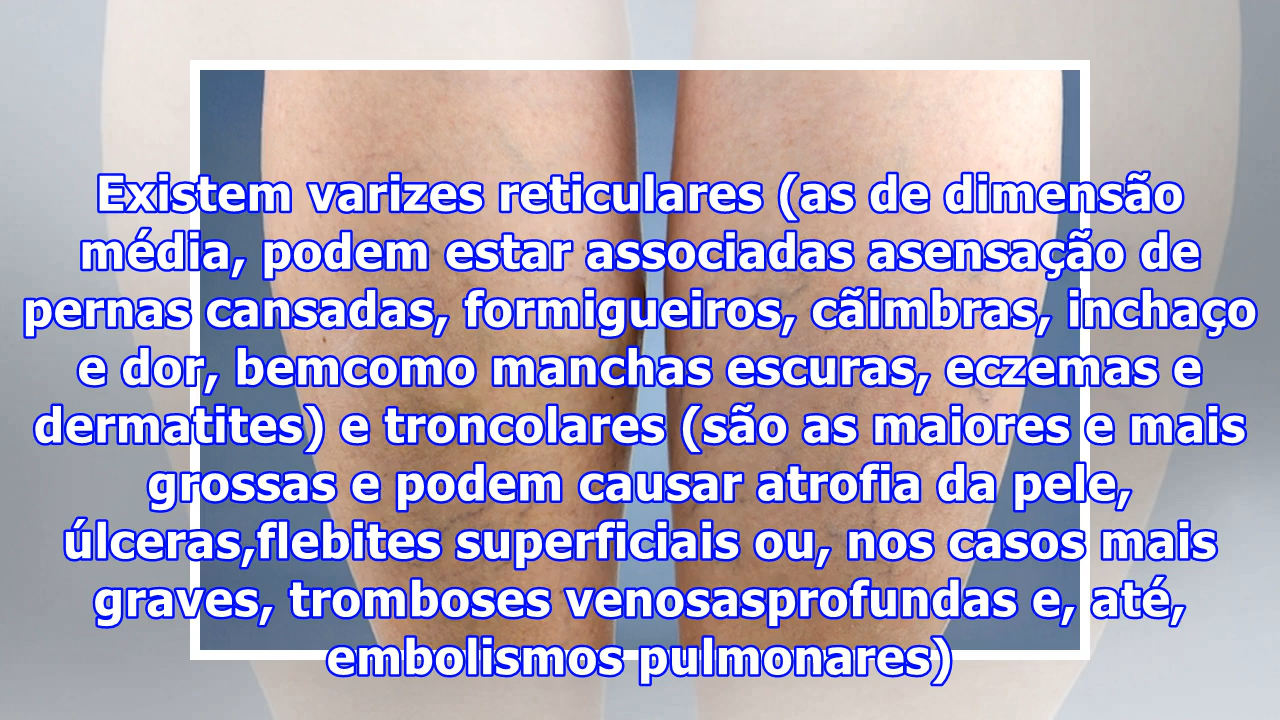 Existem varizes reticulares (as de dimensão
média, podem estar associadas asensação de
pernas cansadas, formigueiros, cãimbras, inchaço
e dor, bemcomo manchas escuras, eczemas e
dermatites) e troncolares (são as maiores e mais
grossas e podem causar atrofia da pele,
úlceras,flebites superficiais ou, nos casos mais
graves, tromboses venosasprofundas e, até,
embolismos pulmonares)